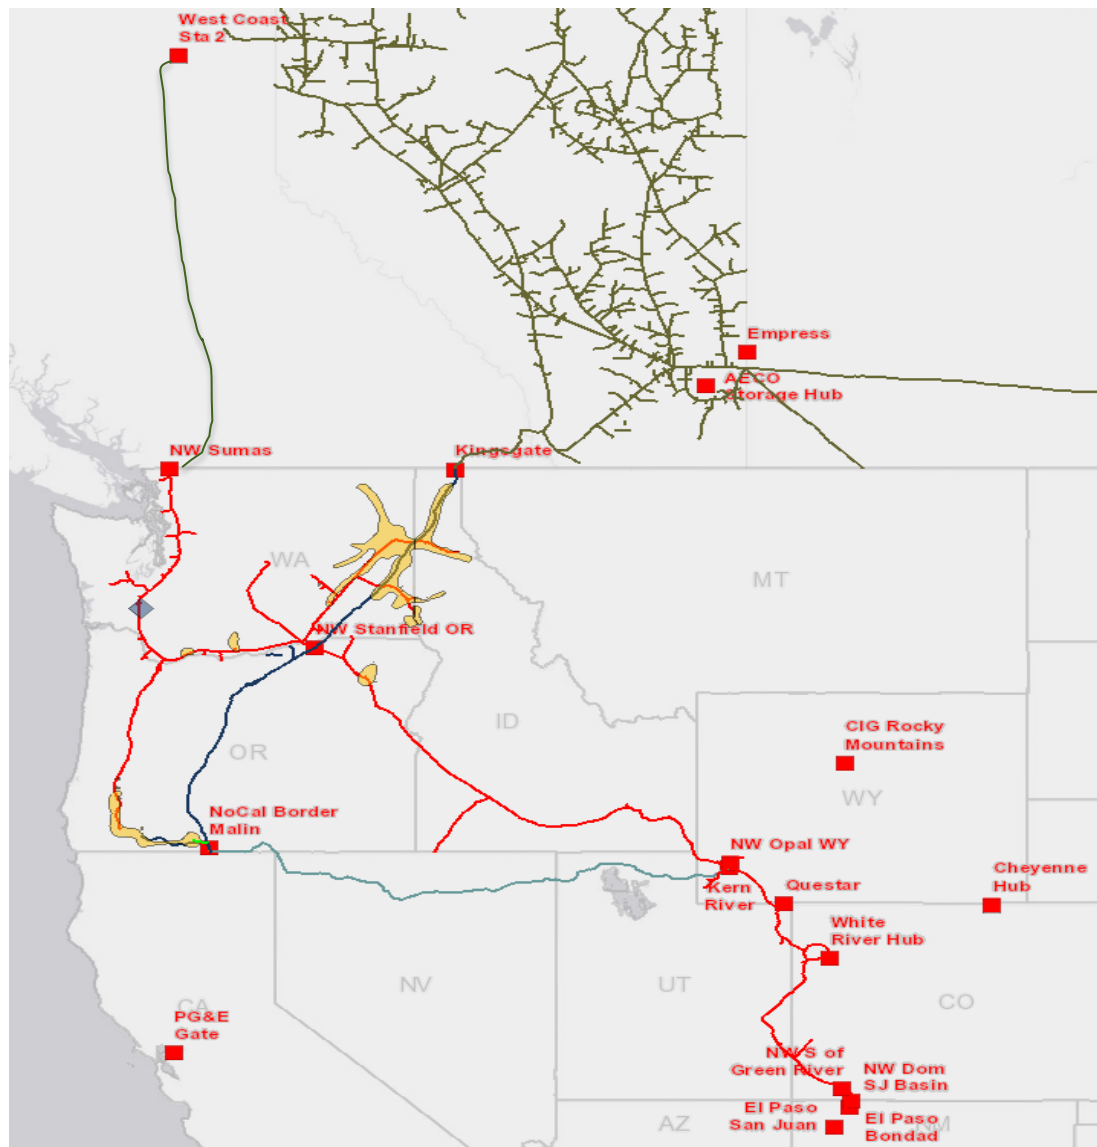 West Coast
Sta 2
Empress
AECO
Storage Hub
NW Sumas
Kingsgate
WA
MT
NW Stanfield OR
ID
OR
CIG Rocky
Mountains
WY
NoCal Border
Malin
NW Opal WY
Kern
River
Questar
Cheyenne
Hub
White
River Hub
NV
UT
CO
CA
PG&E
Gate
NW S of
Green River
NW Dom
SJ Basin
El Paso
San Juan
El Paso
Bondad
AZ
NM